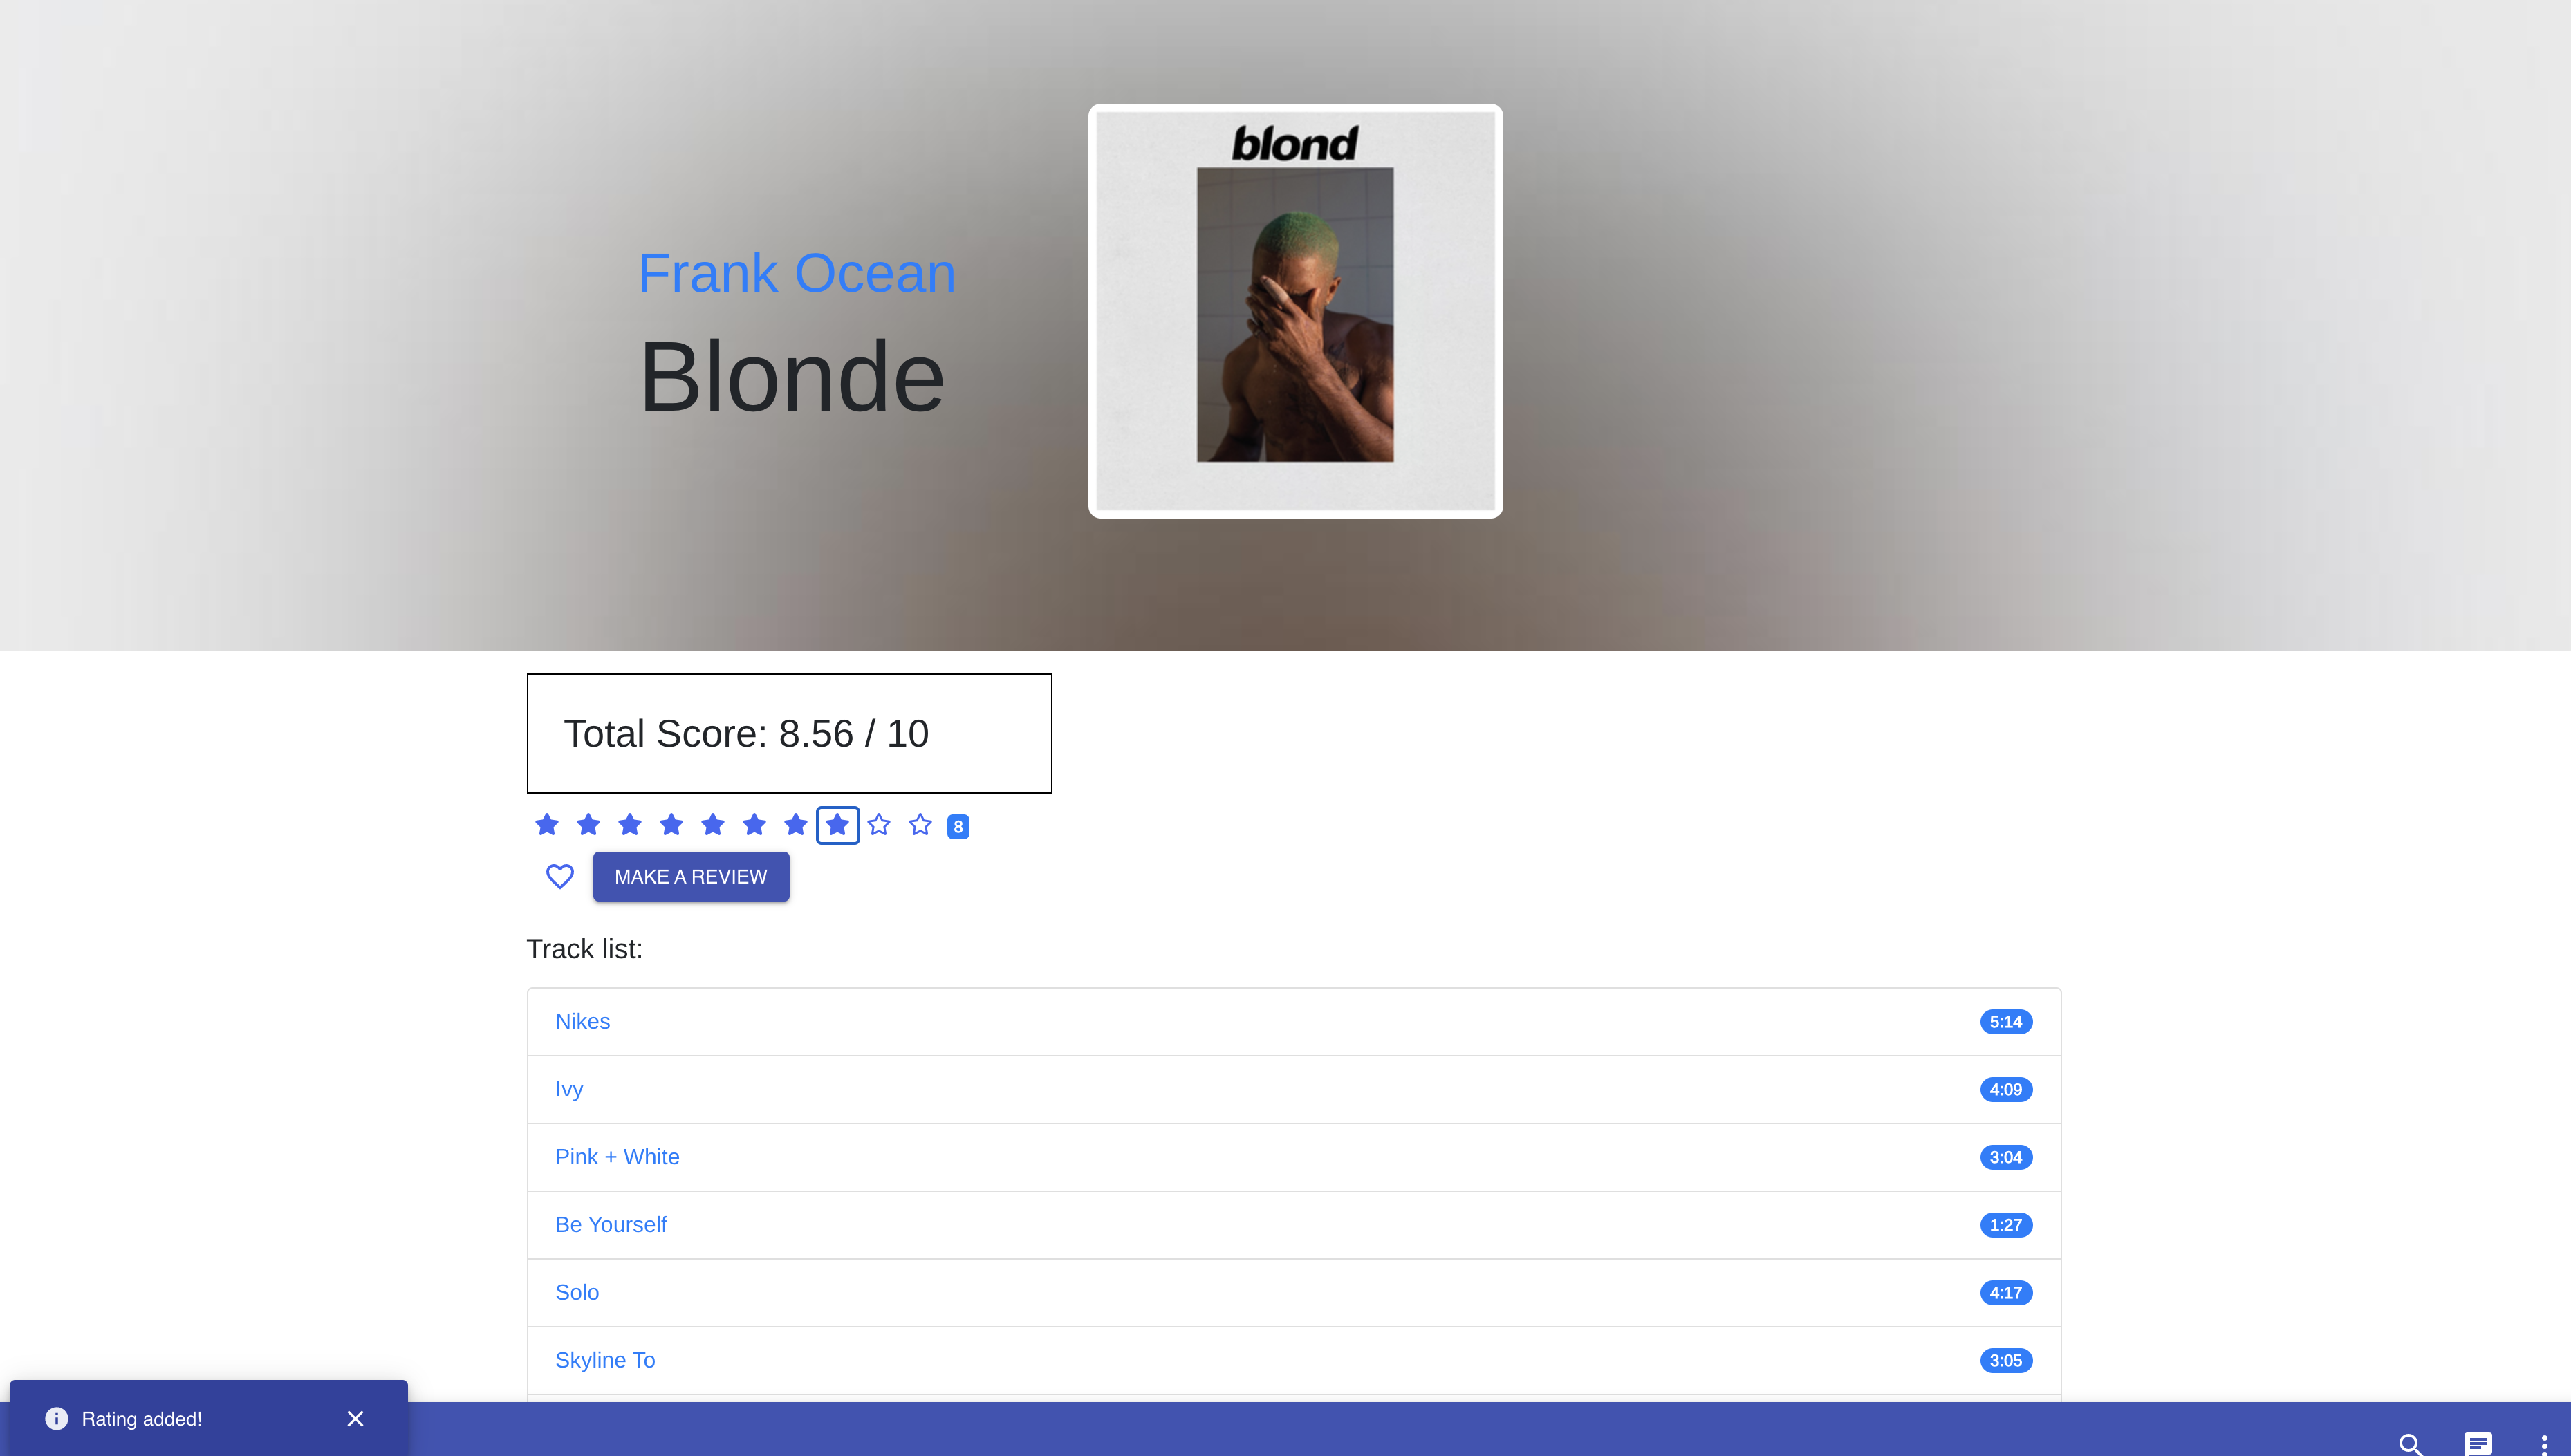 blond
Frank Ocean
Blonde
Total Score: 8.56 / 10
8
MAKE A REVIEW
Track list:
Nikes 5:14
Ivy 4:09
Pink + White 3:04
Be Yourself 1:27
Solo 4:17
Skyline To 3:05
Rating added!